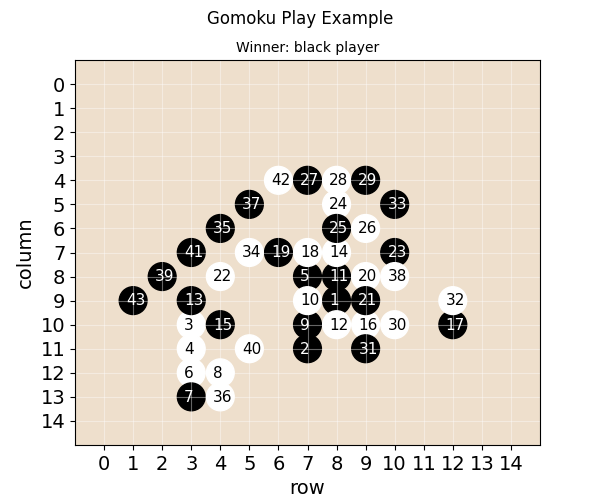 Gomoku Play Example
Winner: black player
0
1
2
3
4 42 27 28 29
5 37 24 33
6 35 25 26
7 41 34 19 18 14 23
8 39 22 5 11 20 38
9 43 13 10 1 21 32
10 3 15 9 12 16 30 17
11 4 40 2 31
12 6 8
13 7 36
14
column
0 1 2 3 4 5 6 7 8 9 10 11 12 13 14
row